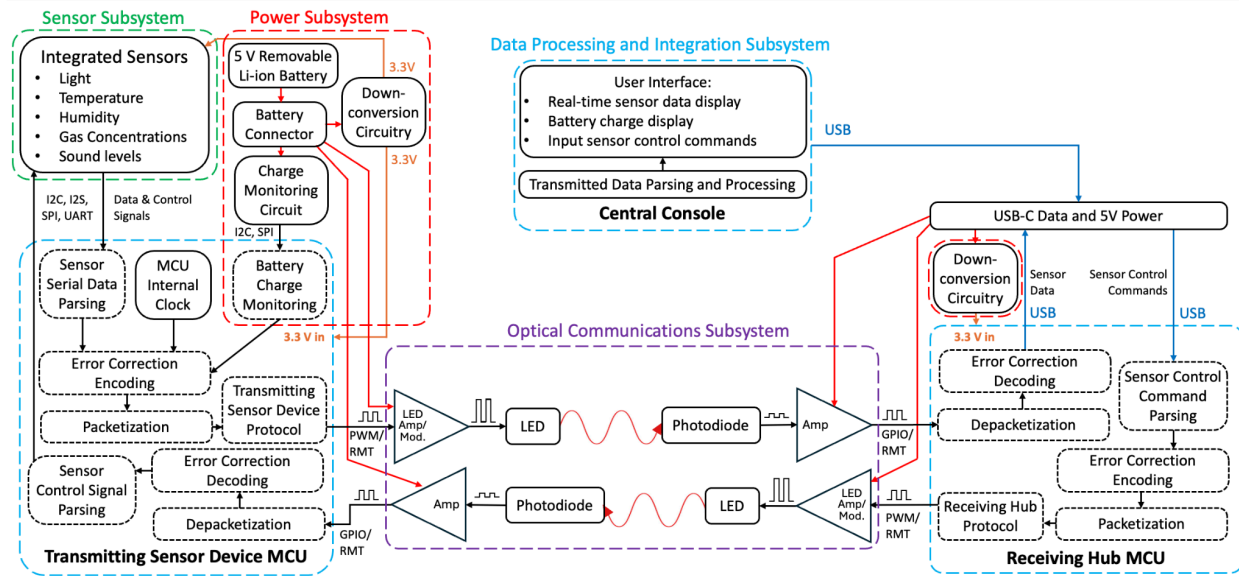 Sensor Subsystem
Integrated Sensors
• Light
• Temperature
• Humidity
• Gas Concentrations
• Sound levels
Power Subsystem
5 V Removable
Li-ion Battery
3.3V
Battery
Connector
Down-
conversion
Circuitry
3.3V
Charge
Monitoring
Circuit
I2C, SPI
Data Processing and Integration Subsystem
User Interface:
• Real-time sensor data display
• Battery charge display
• Input sensor control commands
Transmitted Data Parsing and Processing
Central Console
USB
USB-C Data and 5V Power
Down-
conversion
Circuitry
3.3 V in
Sensor
Data
USB
Sensor Control
Commands
USB
I2C, I2S,
SPI, UART
Data & Control
Signals
Sensor
Serial Data
Parsing
MCU
Internal
Clock
Battery
Charge
Monitoring
3.3 V in
Error Correction
Encoding
Packetization
Transmitting
Sensor Device
Protocol
Sensor
Control Signal
Parsing
Error Correction
Decoding
Depacketization
Transmitting Sensor Device MCU
PWM/
RMT
GPIO/
RMT
Optical Communications Subsystem
LED
Amp/
Mod.
LED
Photodiode
Amp
GPIO/
RMT
Amp
Photodiode
LED
LED
Amp/
Mod.
PWM/
RMT
Error Correction
Decoding
Depacketization
Sensor Control
Command
Parsing
Error Correction
Encoding
Receiving Hub
Protocol
Packetization
Receiving Hub MCU